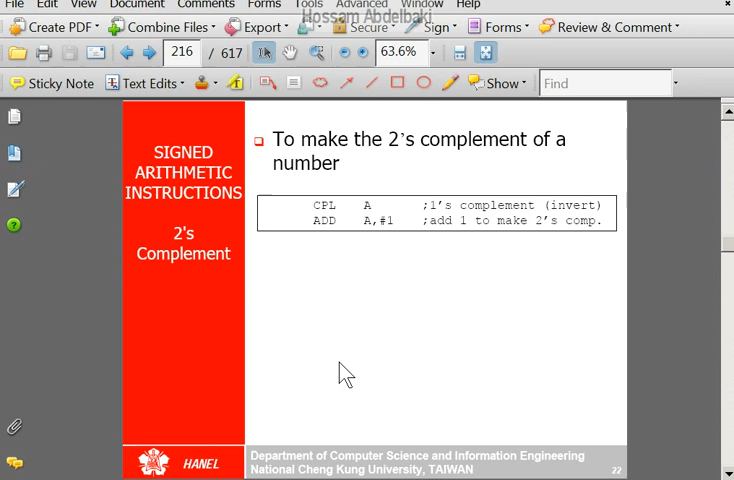 File Edit View Document Comments Forms Tools Advanced Window Help
Hossam Abdelbaki
Create PDF Combine Files Export Secure Sign Forms Review & Comment
216 / 617 63.6%
Sticky Note Text Edits Show Find
SIGNED
ARITHMETIC
INSTRUCTIONS
2's
Complement
To make the 2's complement of a
number
CPL A ;1's complement (invert)
ADD A,#1 ;add 1 to make 2's comp.
HANEL
Department of Computer Science and Information Engineering
National Cheng Kung University, TAIWAN
22